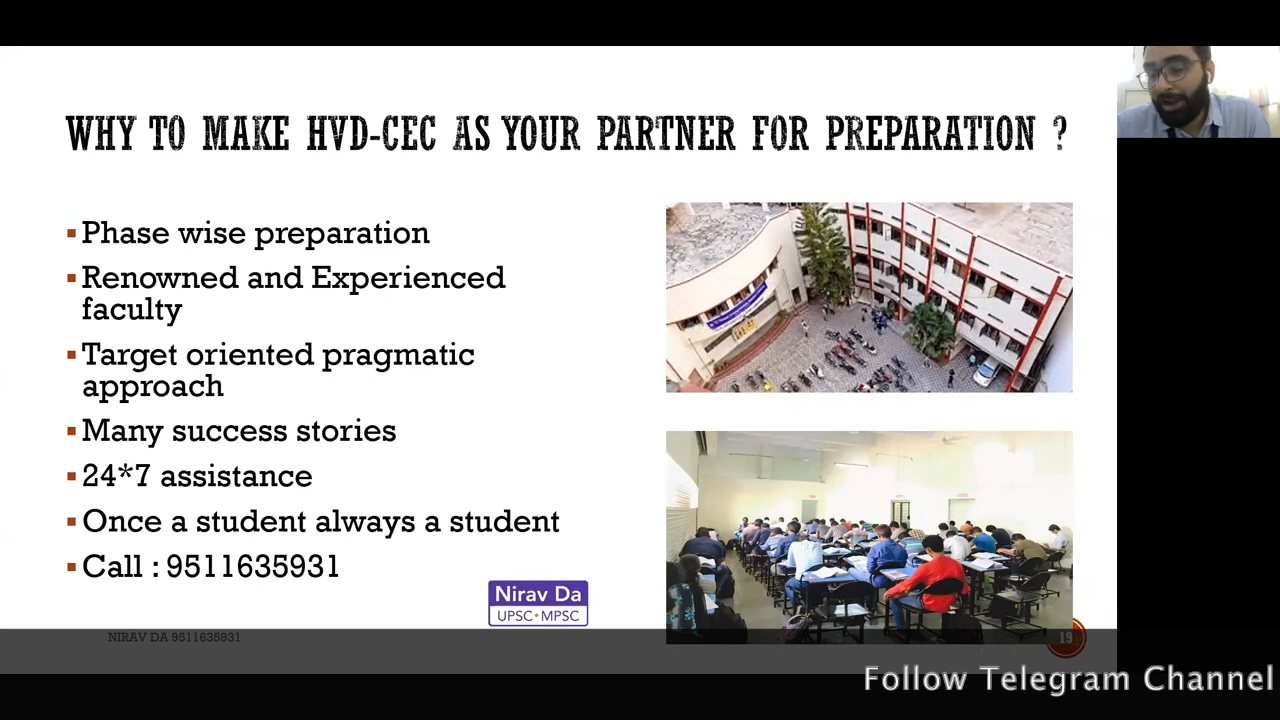 WHY TO MAKE HVD-CEC AS YOUR PARTNER FOR PREPARATION ?
Phase wise preparation
Renowned and Experienced
faculty
Target oriented pragmatic
approach
Many success stories
24*7 assistance
Once a student always a student
Call : 9511635931
Nirav Da
UPSC•MPSC
NIRAV DA 9511635931
19
Follow Telegram Channel